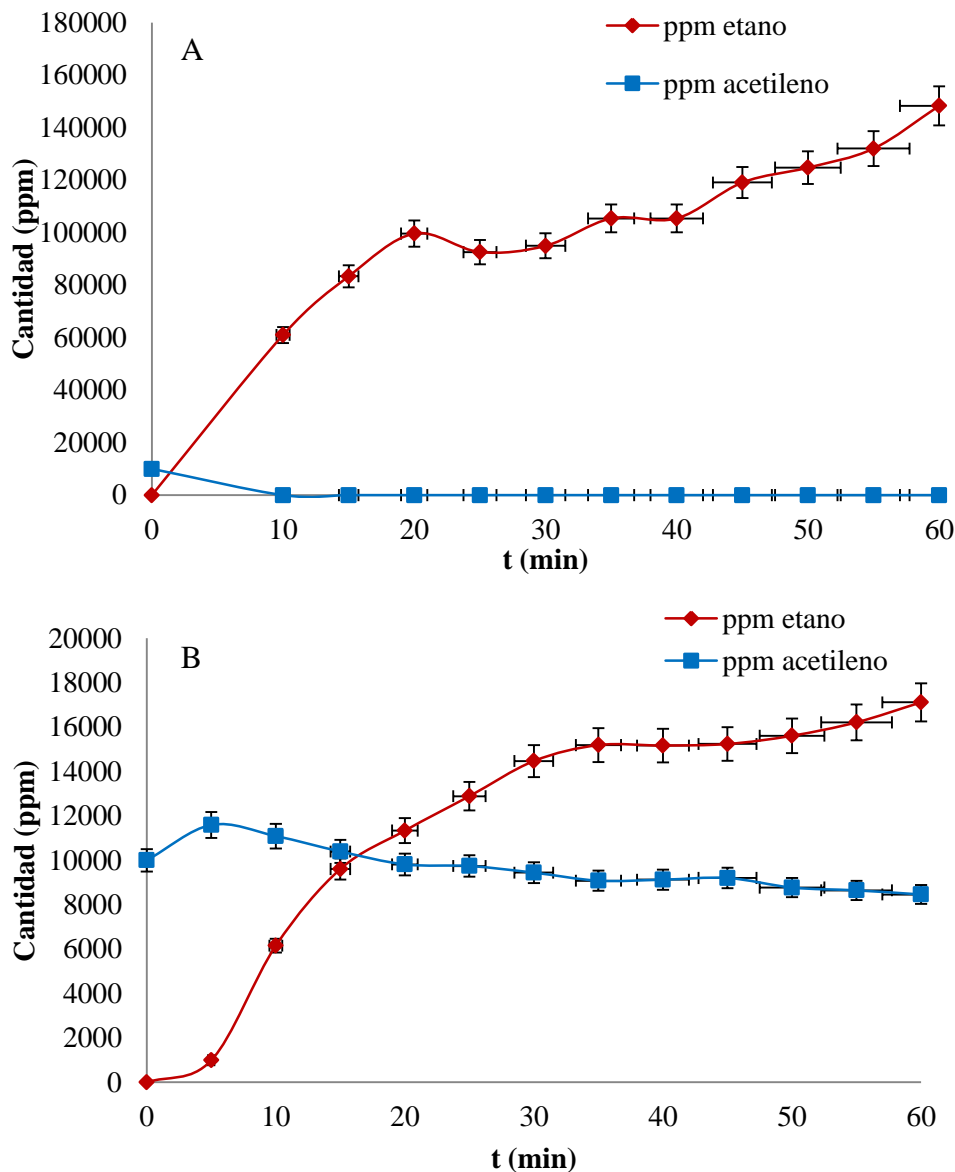 A
ppm etano
ppm acetileno
Cantidad (ppm)
180000
160000
140000
120000
100000
80000
60000
40000
20000
0
0 10 20 30 40 50 60
t (min)
B
ppm etano
ppm acetileno
Cantidad (ppm)
20000
18000
16000
14000
12000
10000
8000
6000
4000
2000
0
0 10 20 30 40 50 60
t (min)